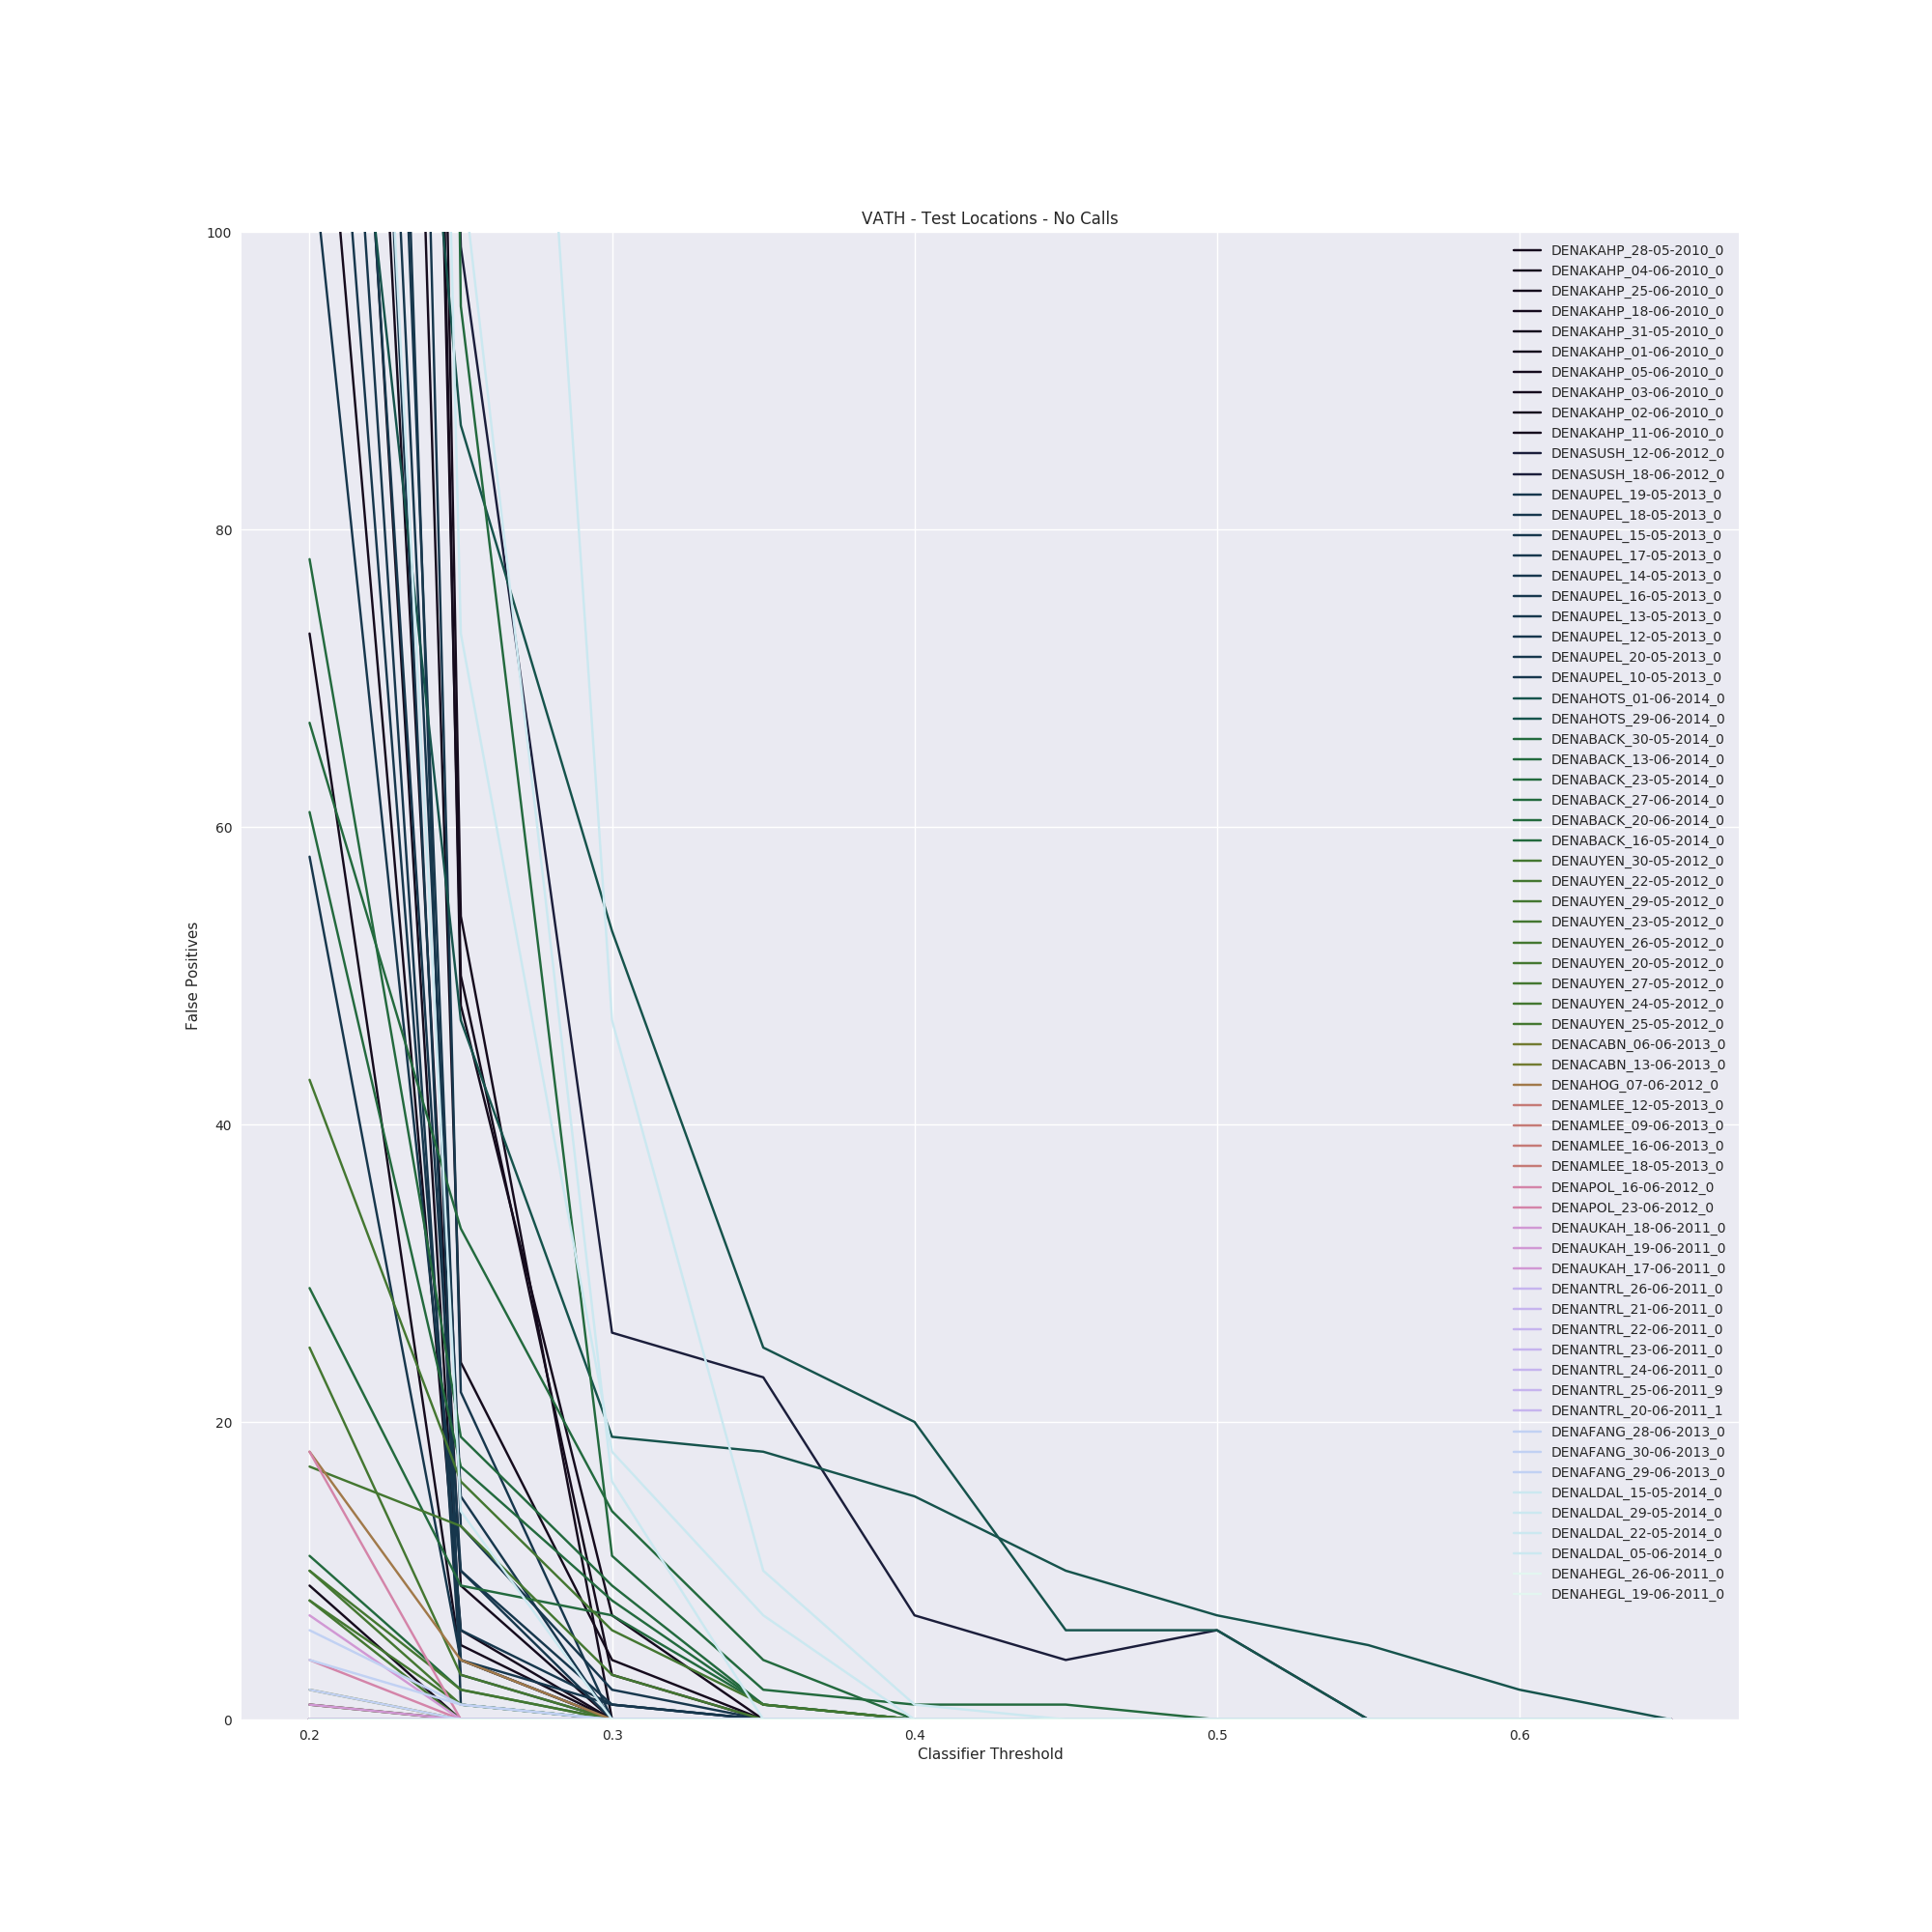 VATH - Test Locations - No Calls
100
80
60
40
20
0
False Positives
0.2 0.3 0.4 0.5 0.6
Classifier Threshold
DENAKAHP_28-05-2010_0
DENAKAHP_04-06-2010_0
DENAKAHP_25-06-2010_0
DENAKAHP_18-06-2010_0
DENAKAHP_31-05-2010_0
DENAKAHP_01-06-2010_0
DENAKAHP_05-06-2010_0
DENAKAHP_03-06-2010_0
DENAKAHP_02-06-2010_0
DENAKAHP_11-06-2010_0
DENASUSH_12-06-2012_0
DENASUSH_18-06-2012_0
DENAUPEL_19-05-2013_0
DENAUPEL_18-05-2013_0
DENAUPEL_15-05-2013_0
DENAUPEL_17-05-2013_0
DENAUPEL_14-05-2013_0
DENAUPEL_16-05-2013_0
DENAUPEL_13-05-2013_0
DENAUPEL_12-05-2013_0
DENAUPEL_20-05-2013_0
DENAUPEL_10-05-2013_0
DENAHOTS_01-06-2014_0
DENAHOTS_29-06-2014_0
DENABACK_30-05-2014_0
DENABACK_13-06-2014_0
DENABACK_23-05-2014_0
DENABACK_27-06-2014_0
DENABACK_20-06-2014_0
DENABACK_16-05-2014_0
DENAUYEN_30-05-2012_0
DENAUYEN_22-05-2012_0
DENAUYEN_29-05-2012_0
DENAUYEN_23-05-2012_0
DENAUYEN_26-05-2012_0
DENAUYEN_20-05-2012_0
DENAUYEN_27-05-2012_0
DENAUYEN_24-05-2012_0
DENAUYEN_25-05-2012_0
DENACABN_06-06-2013_0
DENACABN_13-06-2013_0
DENAHOG_07-06-2012_0
DENAMLEE_12-05-2013_0
DENAMLEE_09-06-2013_0
DENAMLEE_16-06-2013_0
DENAMLEE_18-05-2013_0
DENAPOL_16-06-2012_0
DENAPOL_23-06-2012_0
DENAUKAH_18-06-2011_0
DENAUKAH_19-06-2011_0
DENAUKAH_17-06-2011_0
DENANTRL_26-06-2011_0
DENANTRL_21-06-2011_0
DENANTRL_22-06-2011_0
DENANTRL_23-06-2011_0
DENANTRL_24-06-2011_0
DENANTRL_25-06-2011_9
DENANTRL_20-06-2011_1
DENAFANG_28-06-2013_0
DENAFANG_30-06-2013_0
DENAFANG_29-06-2013_0
DENALDAL_15-05-2014_0
DENALDAL_29-05-2014_0
DENALDAL_22-05-2014_0
DENALDAL_05-06-2014_0
DENAHEGL_26-06-2011_0
DENAHEGL_19-06-2011_0